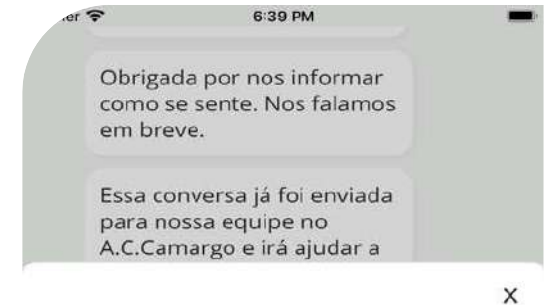 6:39 PM
Obrigada por nos informar
como se sente. Nos falamos
em breve.
Essa conversa já foi enviada
para nossa equipe no
A.C.Camargo e irá ajudar a
X